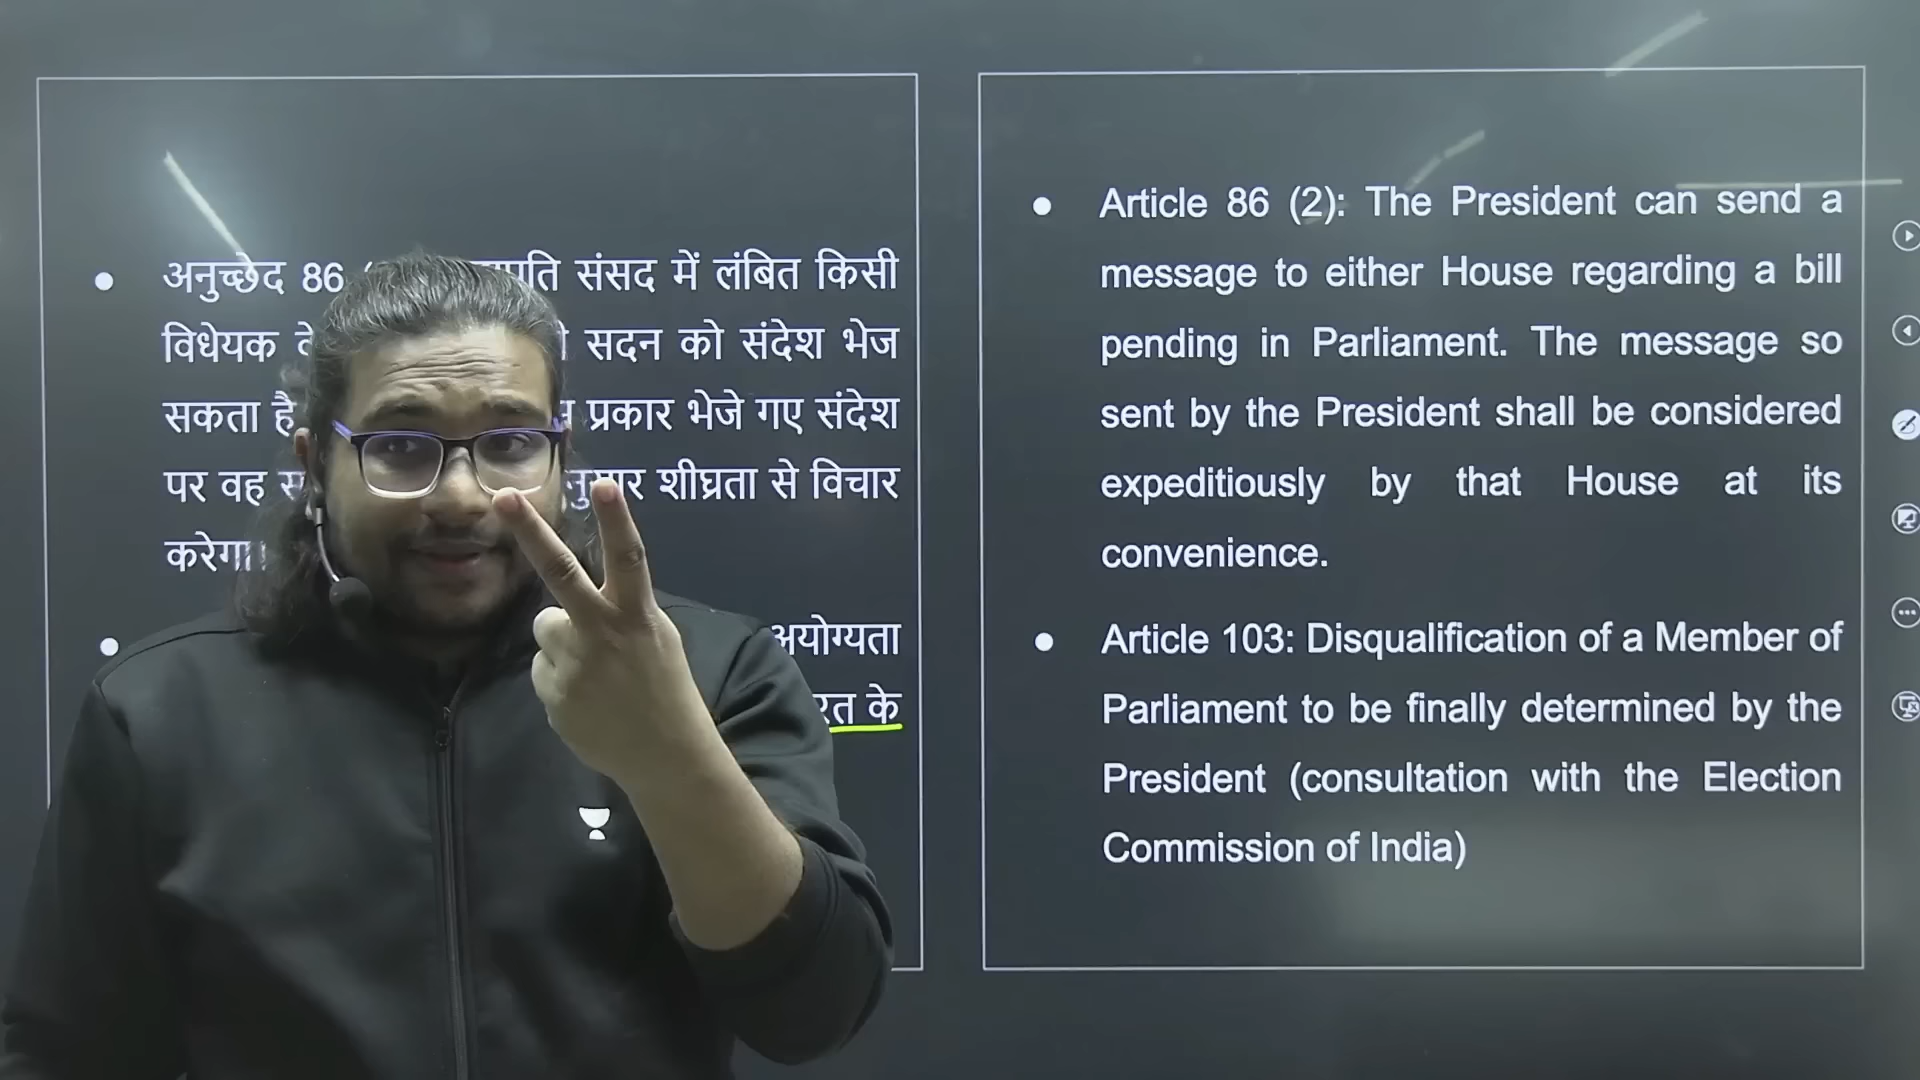 अनुच्छेद 86
संसद में लंबित किसी
विधेयक
सदन को संदेश भेज
सकता है
प्रकार भेजे गए संदेश
पर वह
शीघ्रता से विचार
करेगा।
अयोग्यता
के
Article 86 (2): The President can send a
message to either House regarding a bill
pending in Parliament. The message so
sent by the President shall be considered
expeditiously by that House at its
convenience.
Article 103: Disqualification of a Member of
Parliament to be finally determined by the
President (consultation with the Election
Commission of India)